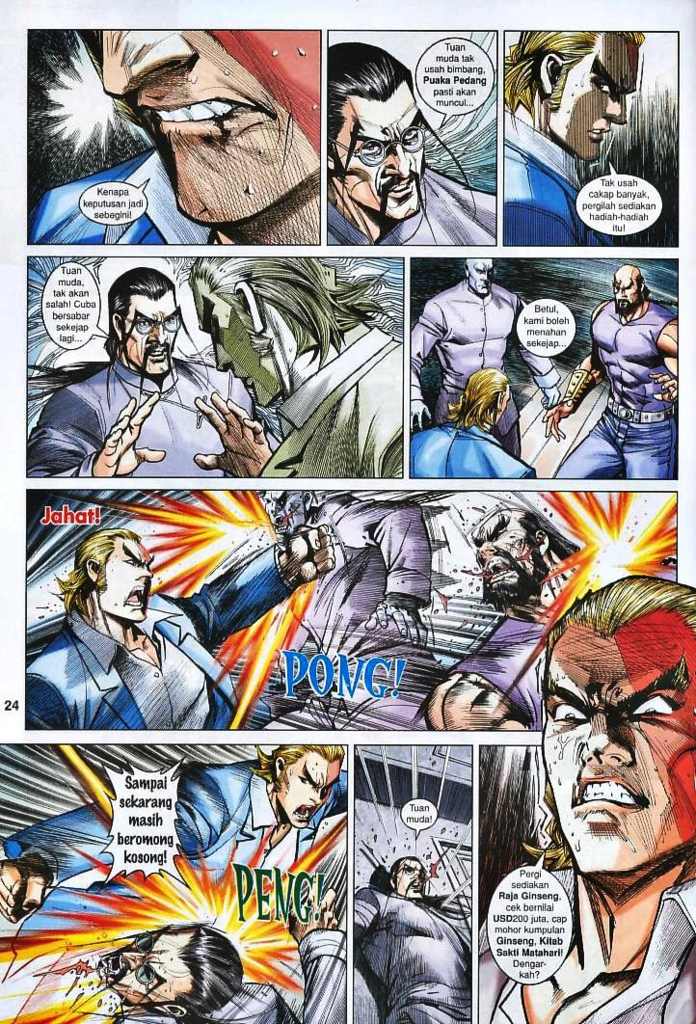 Kenapa
keputusan jadi
sebegini!
Tuan
muda tak
usah bimbang,
Puaka Pedang
pasti akan
muncul...
Tak usah
cakap banyak,
pergilah sediakan
hadiah-hadiah
itu!
Tuan
muda,
tak akan
salah! Cuba
bersabar
sekejap
lagi...
Betul,
kami boleh
menahan
sekejap...
Jahat!
PONG!
24
Sampai
sekarang
masih
beromong
kosong!
PENG!
Tuan
muda!
Pergi
sediakan
Raja Ginseng,
cek bernilai
USD200 juta, cap
mohor kumpulan
Ginseng, Kitab
Sakti Matahari!
Dengar-
kah?